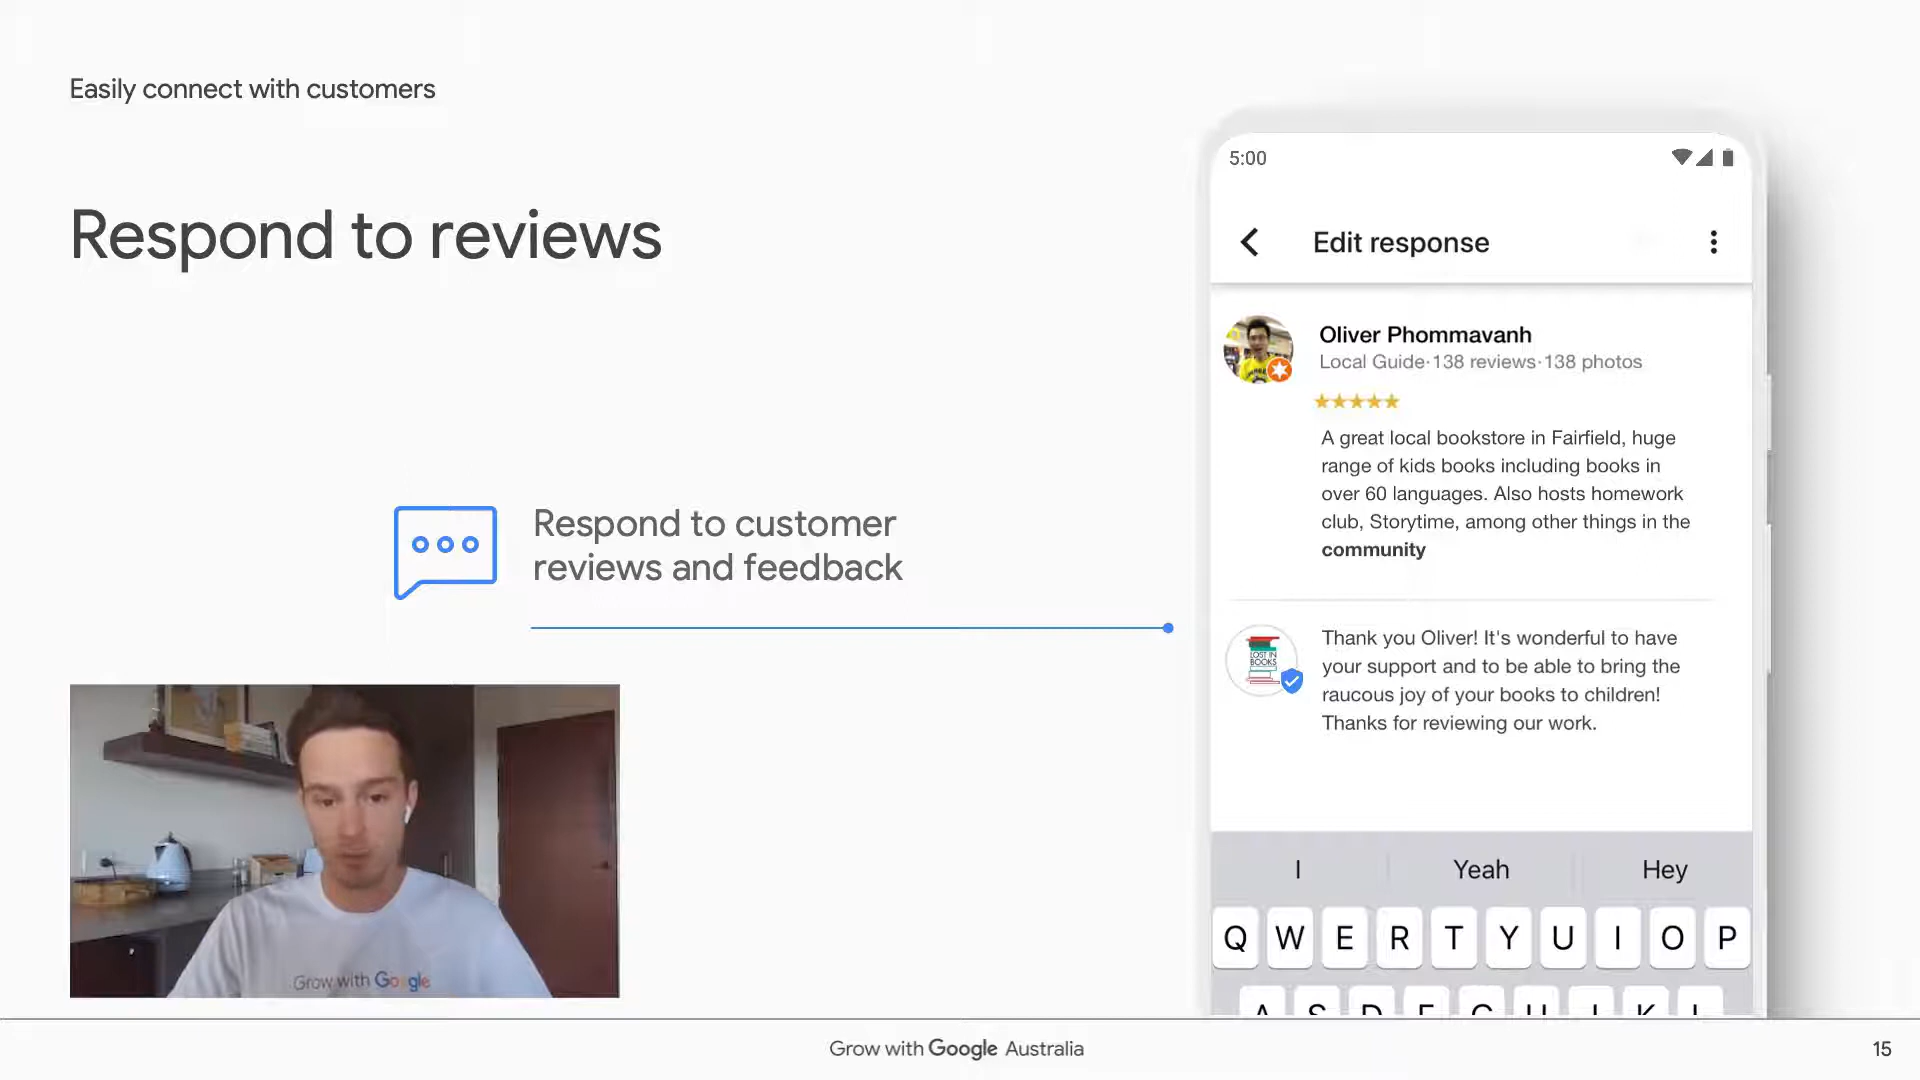 Easily connect with customers
Respond to reviews
Respond to customer
reviews and feedback
5:00
Edit response
Oliver Phommavanh
Local Guide·138 reviews·138 photos
A great local bookstore in Fairfield, huge
range of kids books including books in
over 60 languages. Also hosts homework
club, Storytime, among other things in the
community
LOST IN
BOOKS
Thank you Oliver! It's wonderful to have
your support and to be able to bring the
raucous joy of your books to children!
Thanks for reviewing our work.
I Yeah Hey
Q W E R T Y U I O P
A S D F G H J K L
Grow with Google
Grow with Google Australia
15